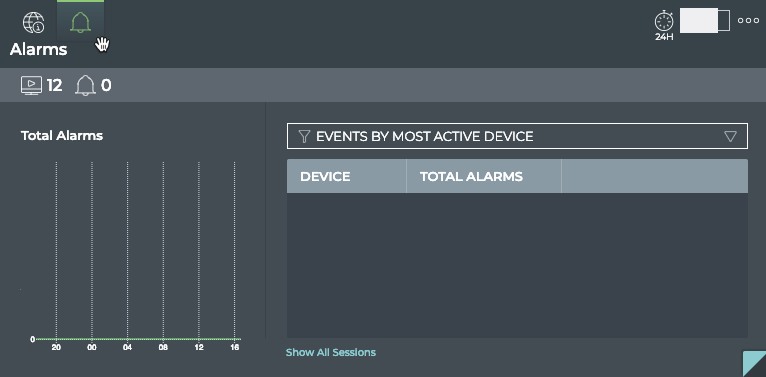 24H
Alarms
12 0
Total Alarms
EVENTS BY MOST ACTIVE DEVICE
DEVICE TOTAL ALARMS
0
20 00 04 08 12 16
Show All Sessions